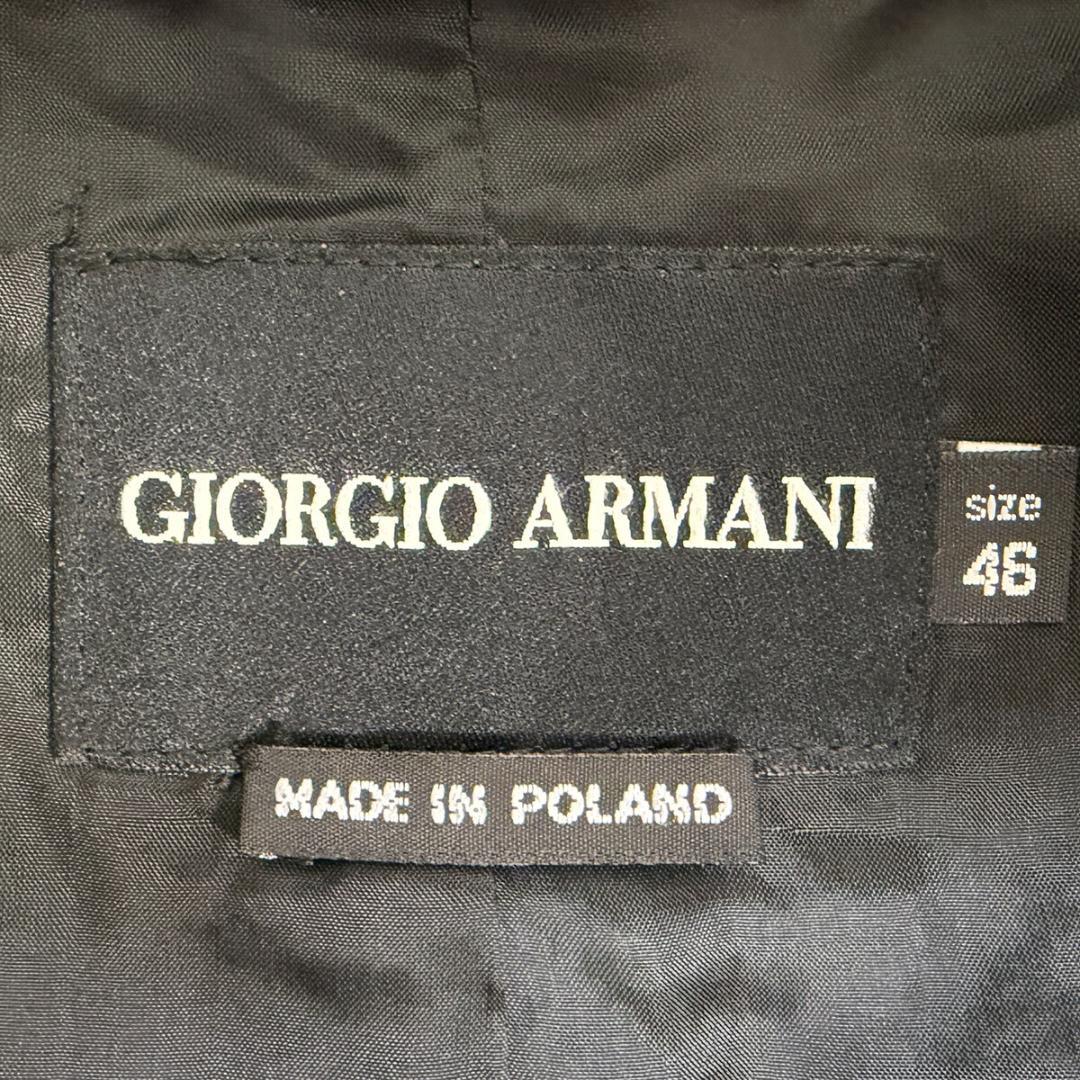 GIORGIO ARMANI
size
46
MADE IN POLAND